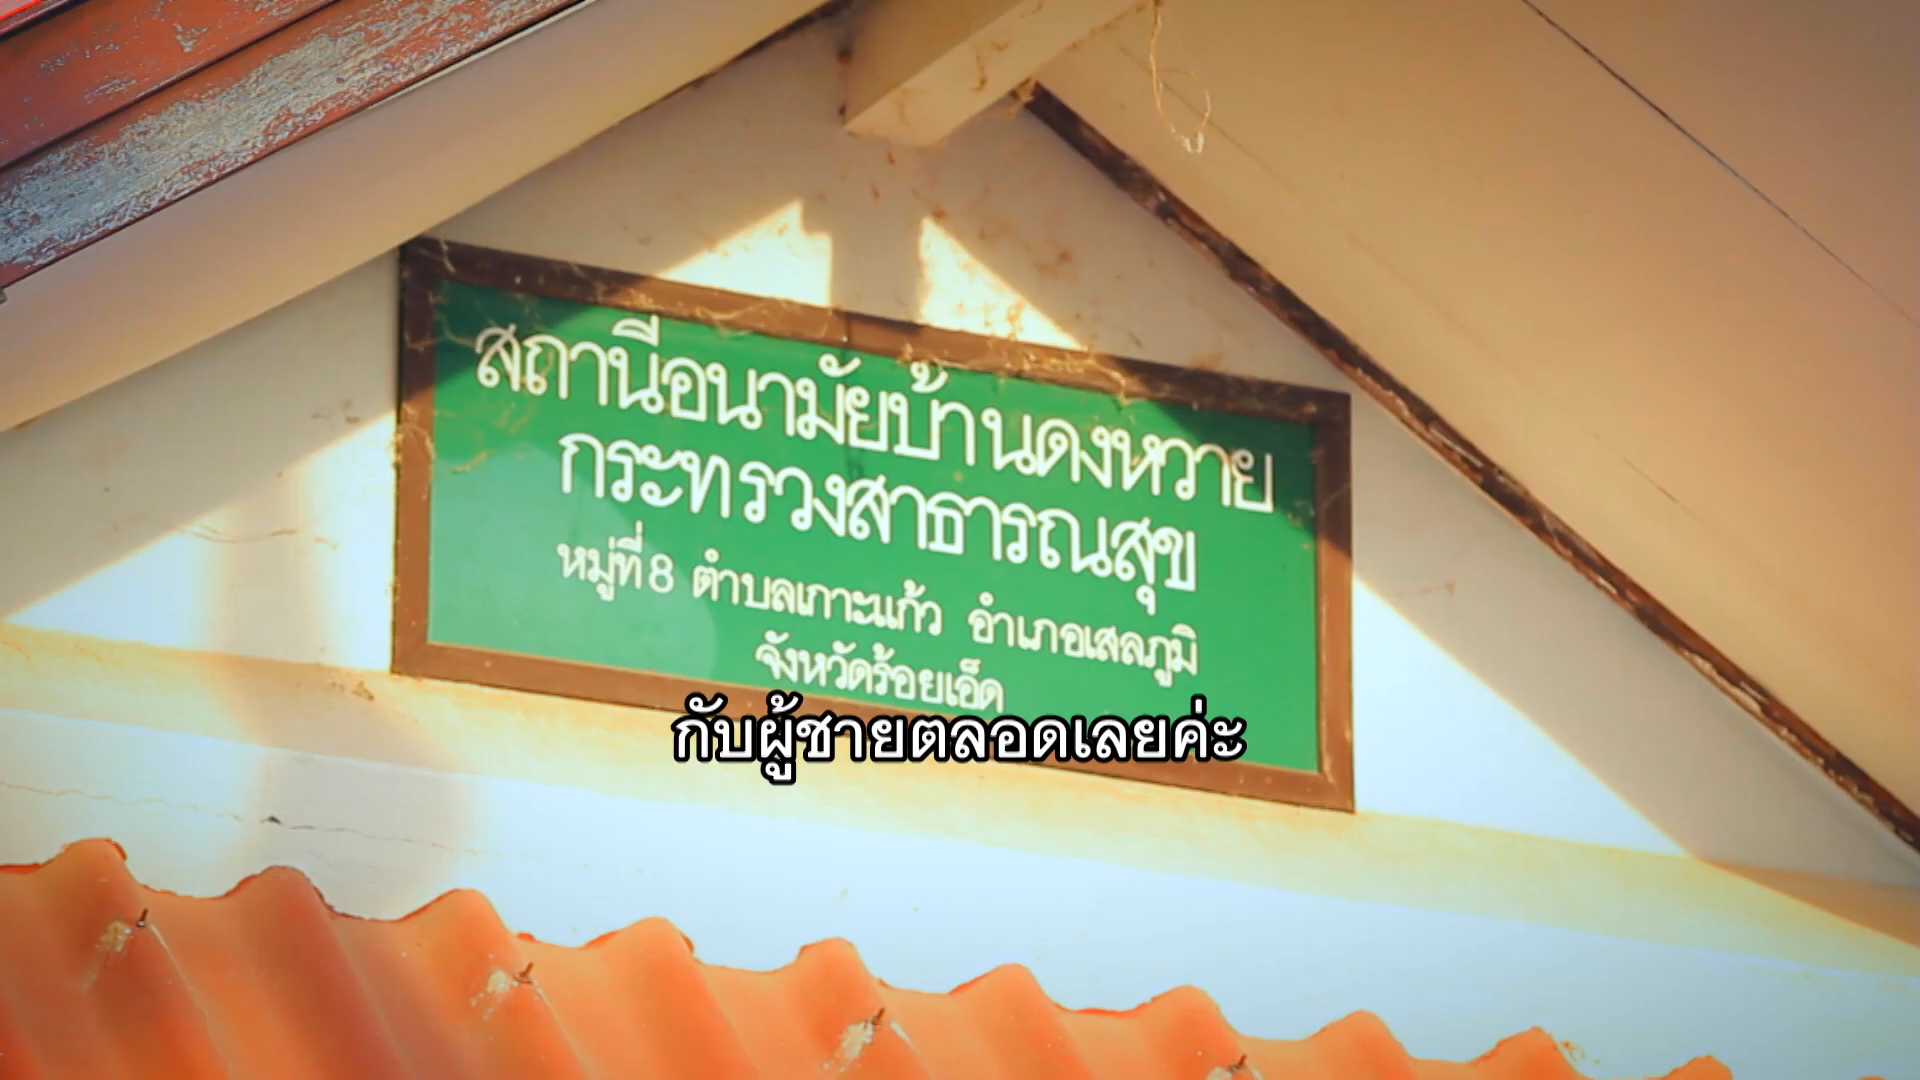 สถานีอนามัยบ้านดงหวาย
กระทรวงสาธารณสุข
หมู่ที่ 8 ตำบลเกาะแก้ว อำเภอเสลภูมิ
จังหวัดร้อยเอ็ด
กับผู้ชายตลอดเลยค่ะ